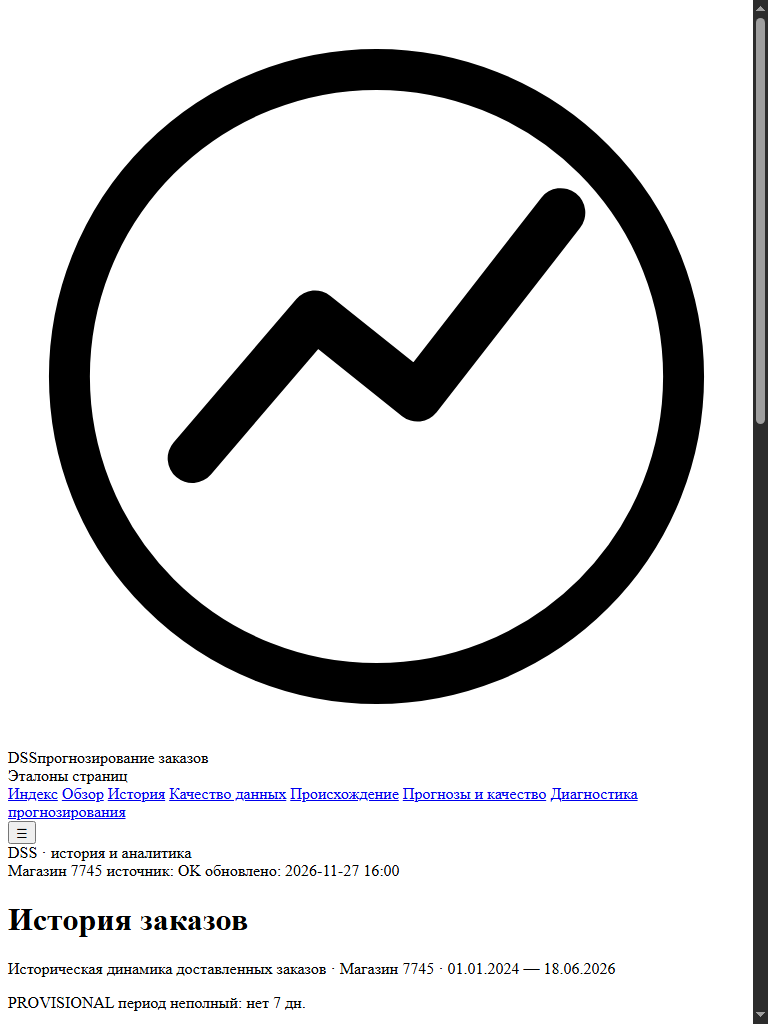 DSSпрогнозирование заказов
Эталоны страниц
Индекс Обзор История Качество данных Происхождение Прогнозы и качество Диагностика
прогнозирования
☰
DSS · история и аналитика
Магазин 7745 источник: OK обновлено: 2026-11-27 16:00
История заказов
Историческая динамика доставленных заказов · Магазин 7745 · 01.01.2024 — 18.06.2026
PROVISIONAL период неполный: нет 7 дн.